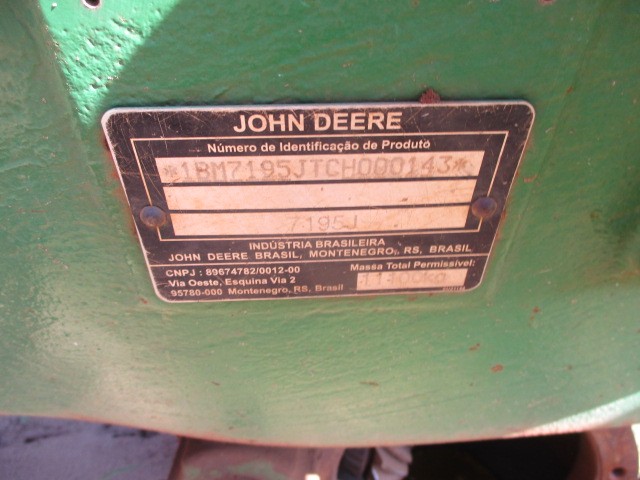 JOHN DEERE
Número de Identificação de Produto
*1BM7195JTCH000143*
7195J
INDÚSTRIA BRASILEIRA
JOHN DEERE BRASIL, MONTENEGRO, RS, BRASIL
CNPJ : 89674782/0012-00
Via Oeste, Esquina Via 2
95780-000 Montenegro, RS, Brasil
Massa Total Permissível:
11400kg